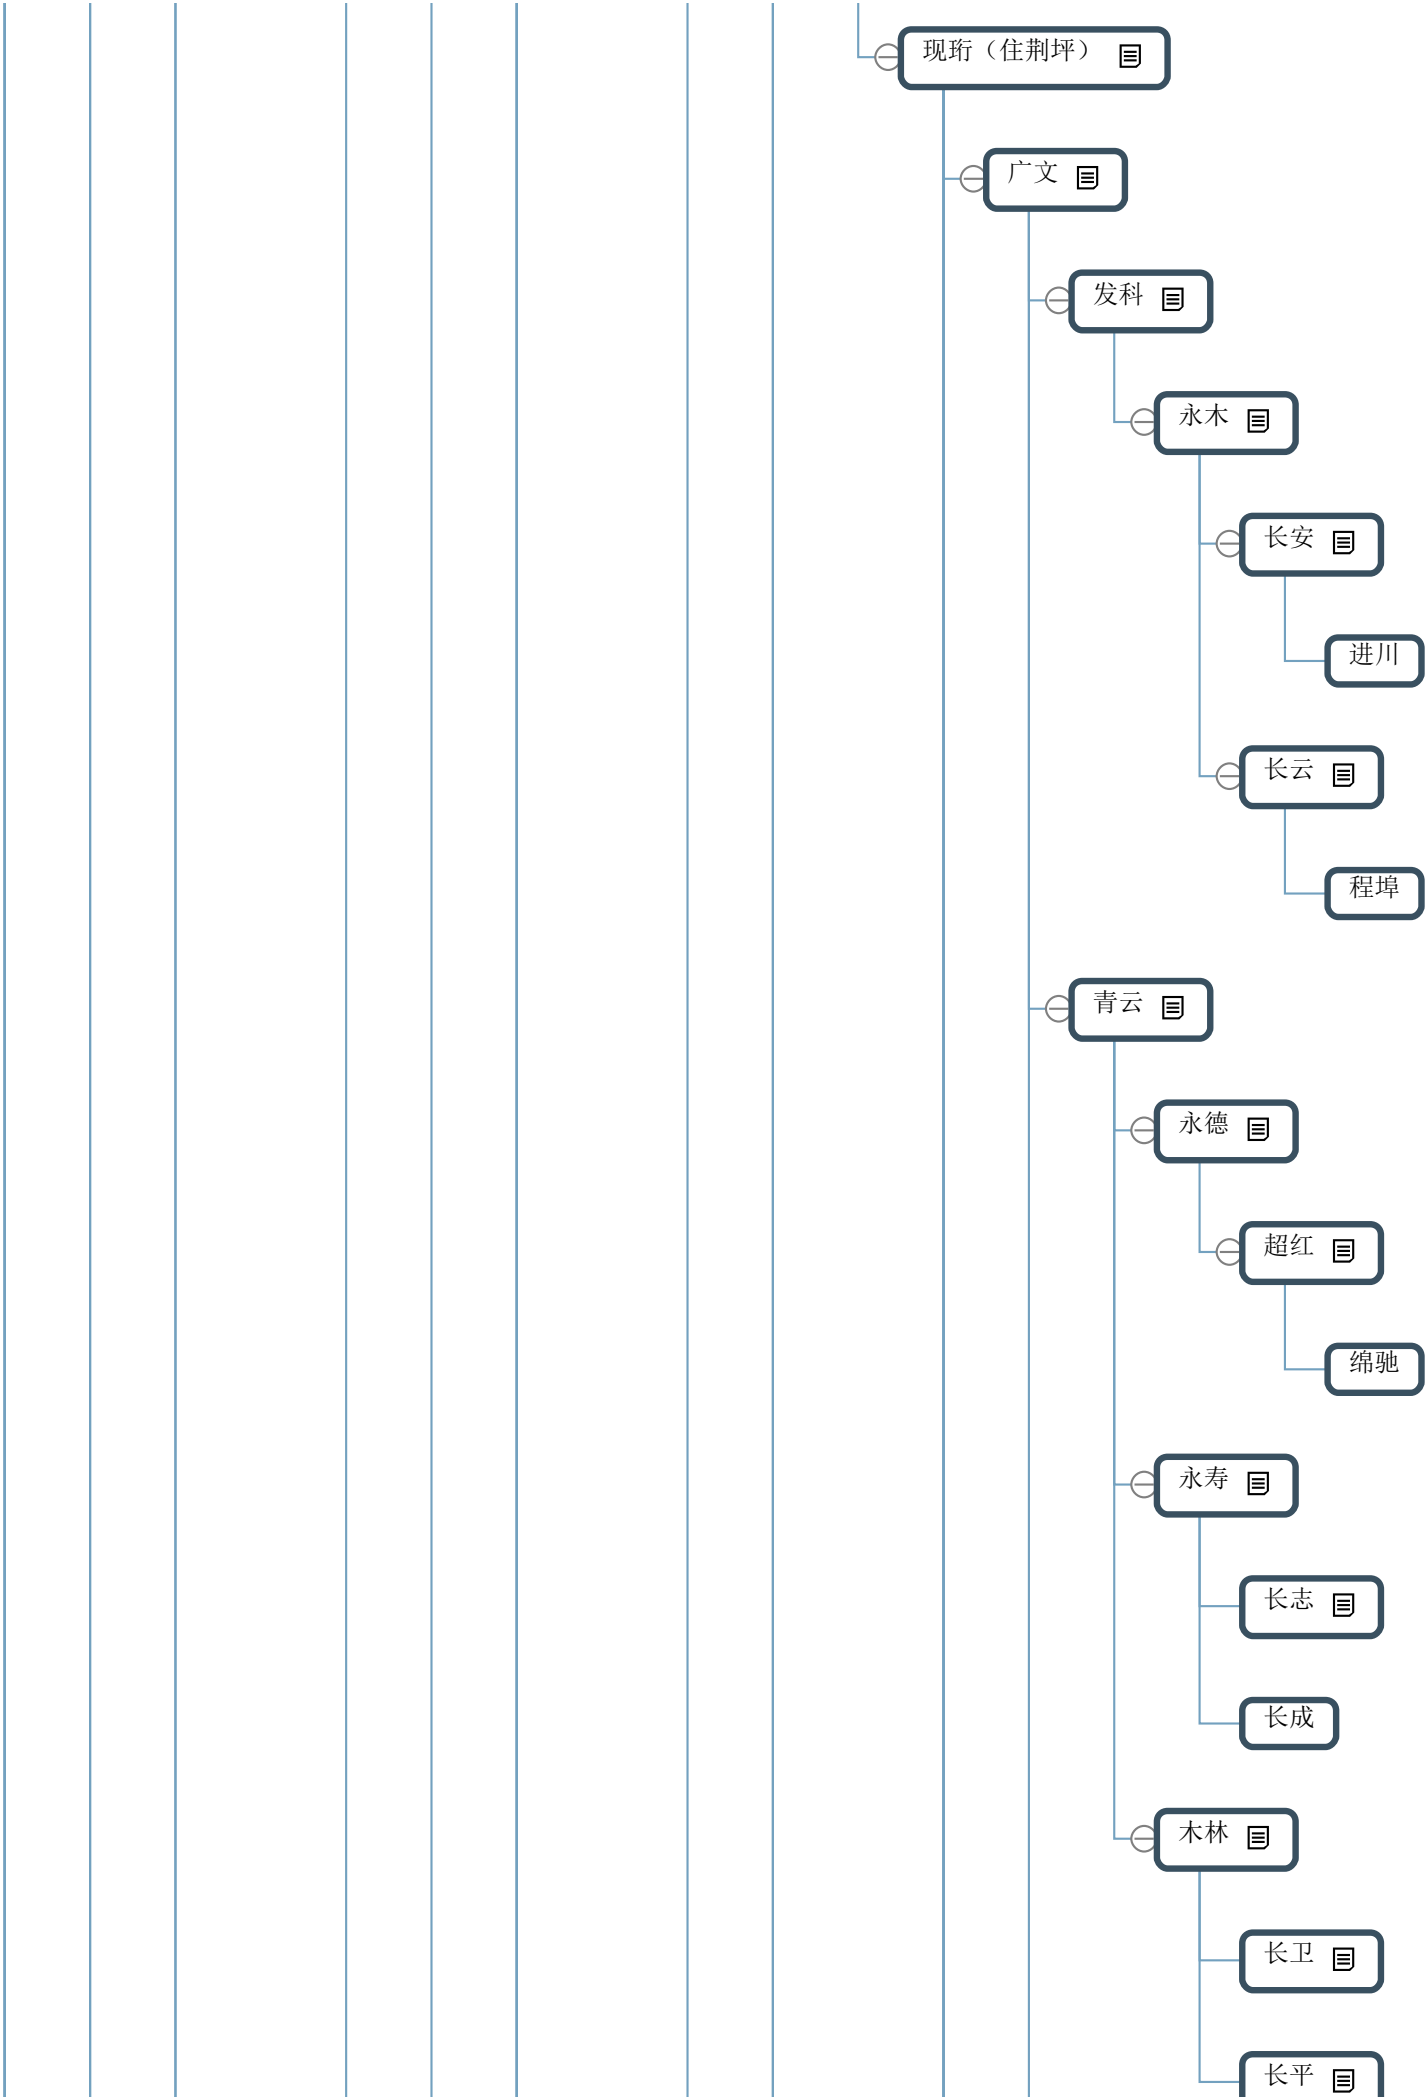 现珩（住荆坪）
广文
发科
永木
长安
进川
长云
程埠
青云
永德
超红
绵驰
永寿
长志
长成
木林
长卫
长平